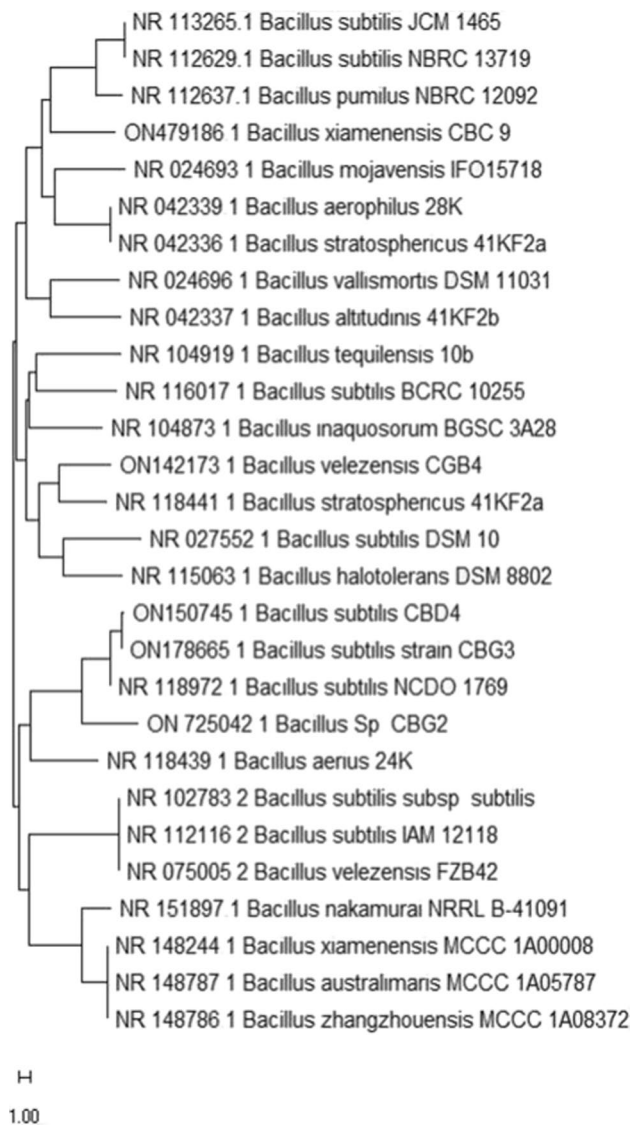 NR 113265.1 Bacillus subtilis JCM 1465
NR 112629.1 Bacillus subtilis NBRC 13719
NR 112637.1 Bacillus pumilus NBRC 12092
ON479186 1 Bacillus xiamenensis CBC 9
NR 024693 1 Bacillus mojavensis IFO15718
NR 042339 1 Bacillus aerophilus 28K
NR 042336 1 Bacillus stratosphericus 41KF2a
NR 024696 1 Bacillus vallismortis DSM 11031
NR 042337 1 Bacillus altitudinis 41KF2b
NR 104919 1 Bacillus tequilensis 10b
NR 116017 1 Bacillus subtilis BCRC 10255
NR 104873 1 Bacillus inaquosorum BGSC 3A28
ON142173 1 Bacillus velezensis CGB4
NR 118441 1 Bacillus stratosphericus 41KF2a
NR 027552 1 Bacillus subtilis DSM 10
NR 115063 1 Bacillus halotolerans DSM 8802
ON150745 1 Bacillus subtilis CBD4
ON178665 1 Bacillus subtilis strain CBG3
NR 118972 1 Bacillus subtilis NCDO 1769
ON 725042 1 Bacillus Sp CBG2
NR 118439 1 Bacillus aerius 24K
NR 102783 2 Bacillus subtilis subsp subtilis
NR 112116 2 Bacillus subtilis IAM 12118
NR 075005 2 Bacillus velezensis FZB42
NR 151897.1 Bacillus nakamurai NRRL B-41091
NR 148244 1 Bacillus xiamenensis MCCC 1A00008
NR 148787 1 Bacillus australimaris MCCC 1A05787
NR 148786 1 Bacillus zhangzhouensis MCCC 1A08372
1.00